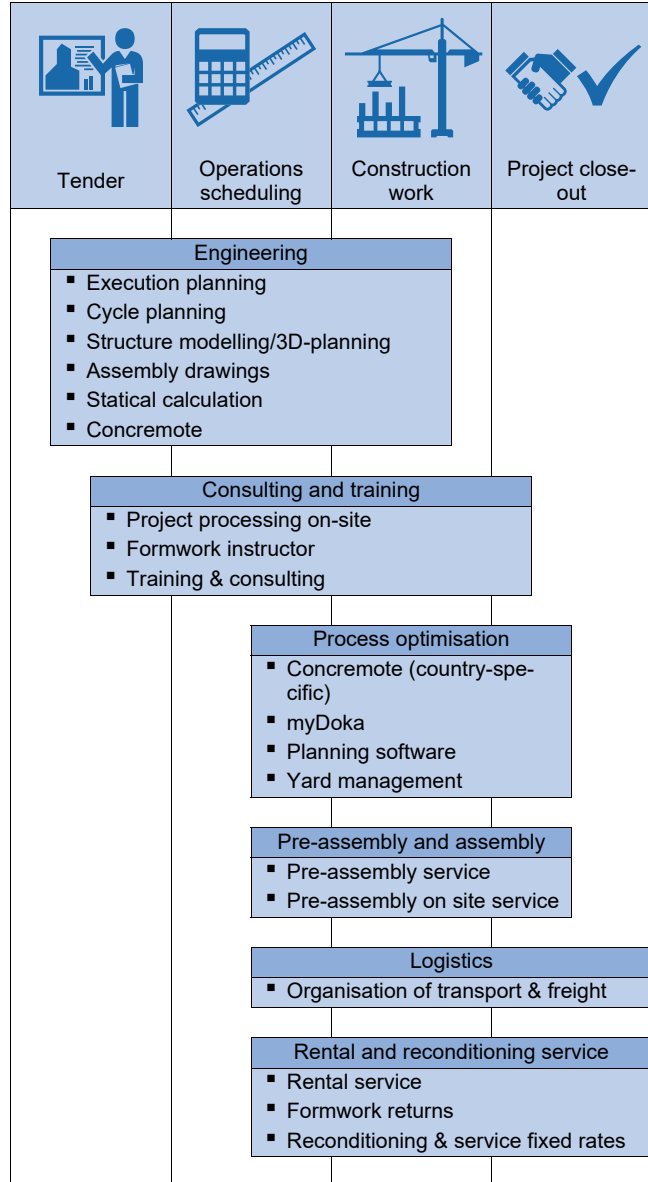 Tender
Operations
scheduling
Construction
work
Project close-
out
Engineering
▪ Execution planning
▪ Cycle planning
▪ Structure modelling/3D-planning
▪ Assembly drawings
▪ Statical calculation
▪ Concremote
Consulting and training
▪ Project processing on-site
▪ Formwork instructor
▪ Training & consulting
Process optimisation
▪ Concremote (country-spe-
cific)
▪ myDoka
▪ Planning software
▪ Yard management
Pre-assembly and assembly
▪ Pre-assembly service
▪ Pre-assembly on site service
Logistics
▪ Organisation of transport & freight
Rental and reconditioning service
▪ Rental service
▪ Formwork returns
▪ Reconditioning & service fixed rates